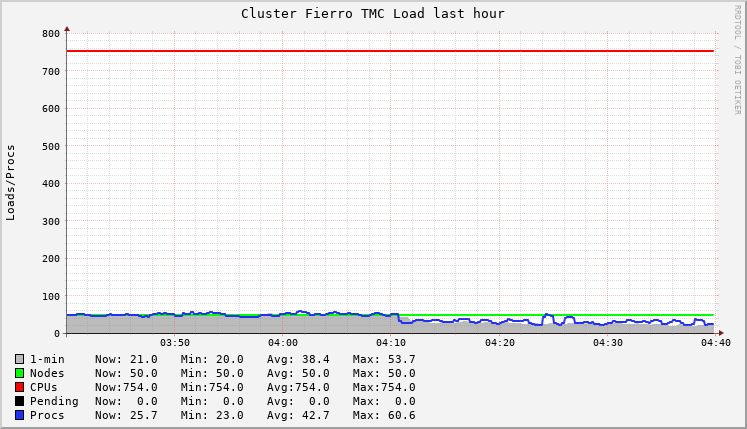 Cluster Fierro TMC Load last hour
RRDTOOL / TOBI OETIKER
Loads/Procs
800
700
600
500
400
300
200
100
0
03:50 04:00 04:10 04:20 04:30 04:40
1-min Now: 21.0 Min: 20.0 Avg: 38.4 Max: 53.7
Nodes Now: 50.0 Min: 50.0 Avg: 50.0 Max: 50.0
CPUs Now:754.0 Min:754.0 Avg:754.0 Max:754.0
Pending Now: 0.0 Min: 0.0 Avg: 0.0 Max: 0.0
Procs Now: 25.7 Min: 23.0 Avg: 42.7 Max: 60.6